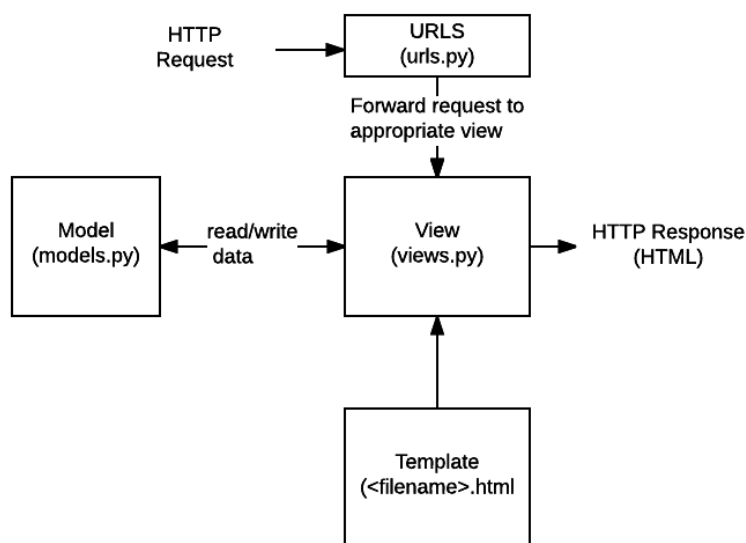 HTTP
Request
URLS
(urls.py)
Forward request to
appropriate view
Model
(models.py)
read/write
data
View
(views.py)
HTTP Response
(HTML)
Template
(<filename>.html